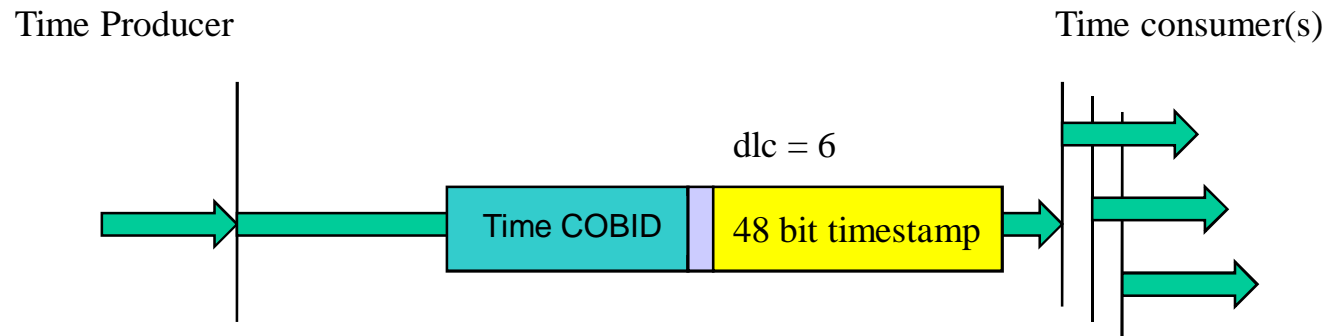 Time Producer
Time consumer(s)
dlc = 6
Time COBID
48 bit timestamp